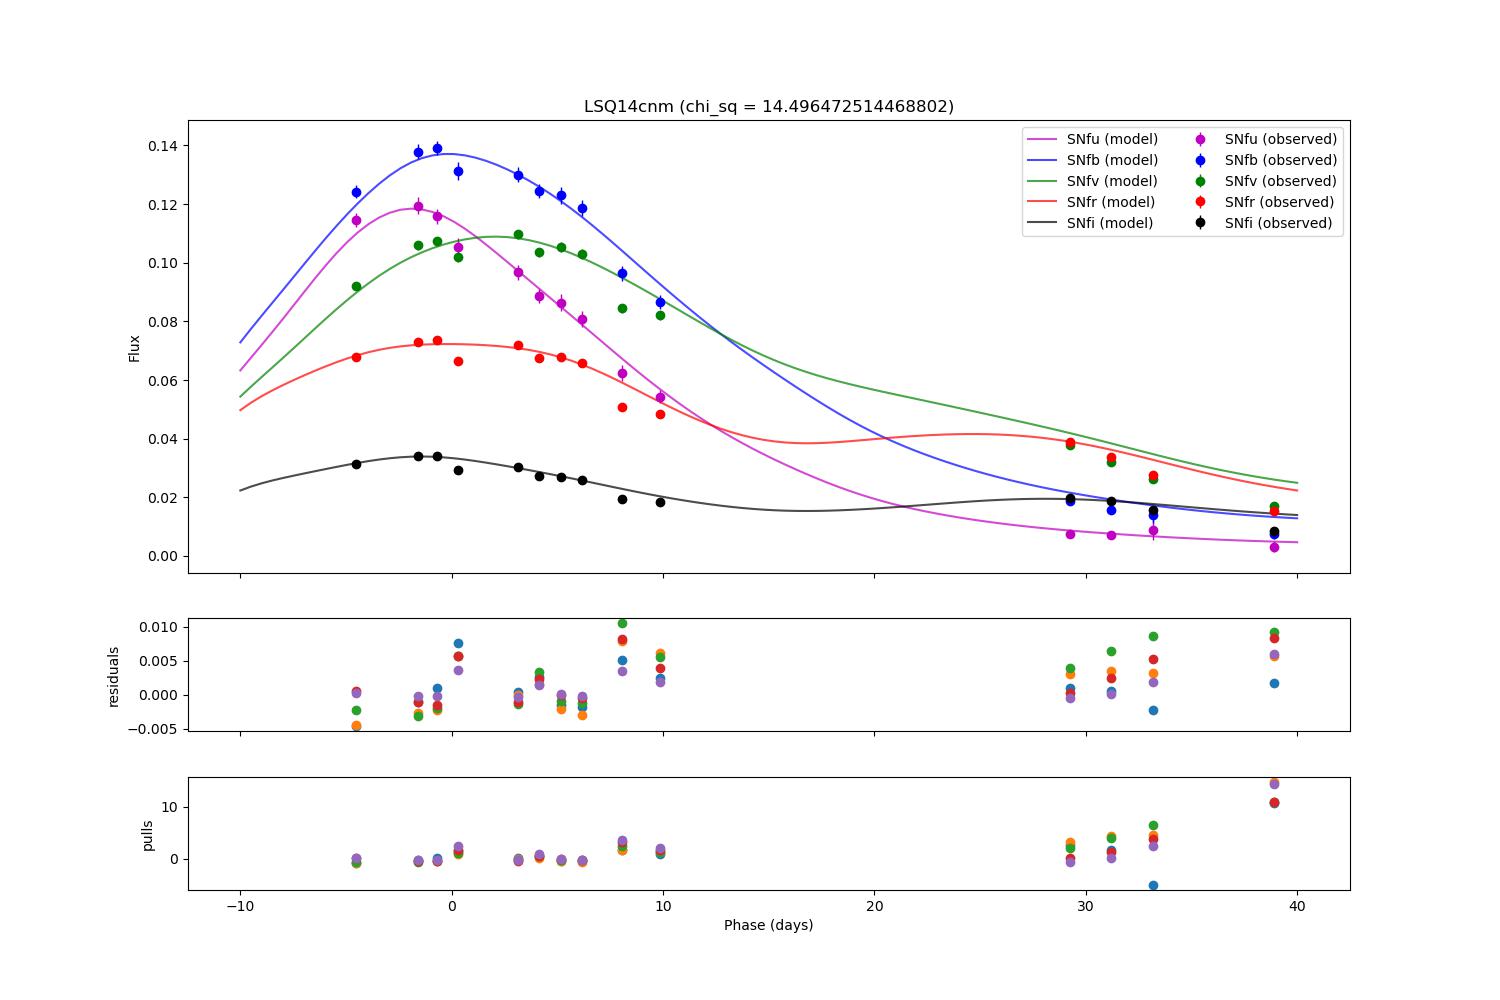 LSQ14cnm (chi_sq = 14.496472514468802)
Flux
0.14
0.12
0.10
0.08
0.06
0.04
0.02
0.00
SNfu (model) SNfu (observed)
SNfb (model) SNfb (observed)
SNfv (model) SNfv (observed)
SNfr (model) SNfr (observed)
SNfi (model) SNfi (observed)
residuals
0.010
0.005
0.000
−0.005
pulls
10
0
−10 0 10 20 30 40
Phase (days)